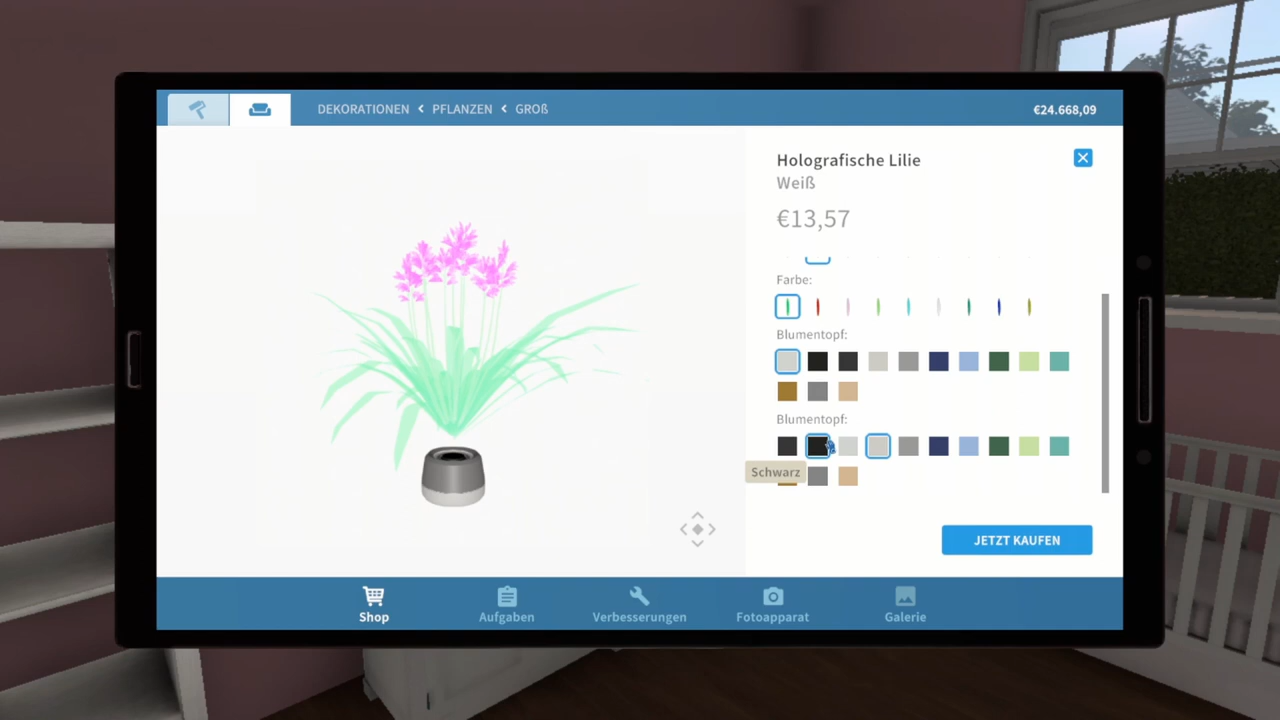 DEKORATIONEN < PFLANZEN < GROß
€24.668,09
Holografische Lilie
Weiß
€13,57
Farbe:
Blumentopf:
Blumentopf:
Schwarz
JETZT KAUFEN
Shop
Aufgaben
Verbesserungen
Fotoapparat
Galerie